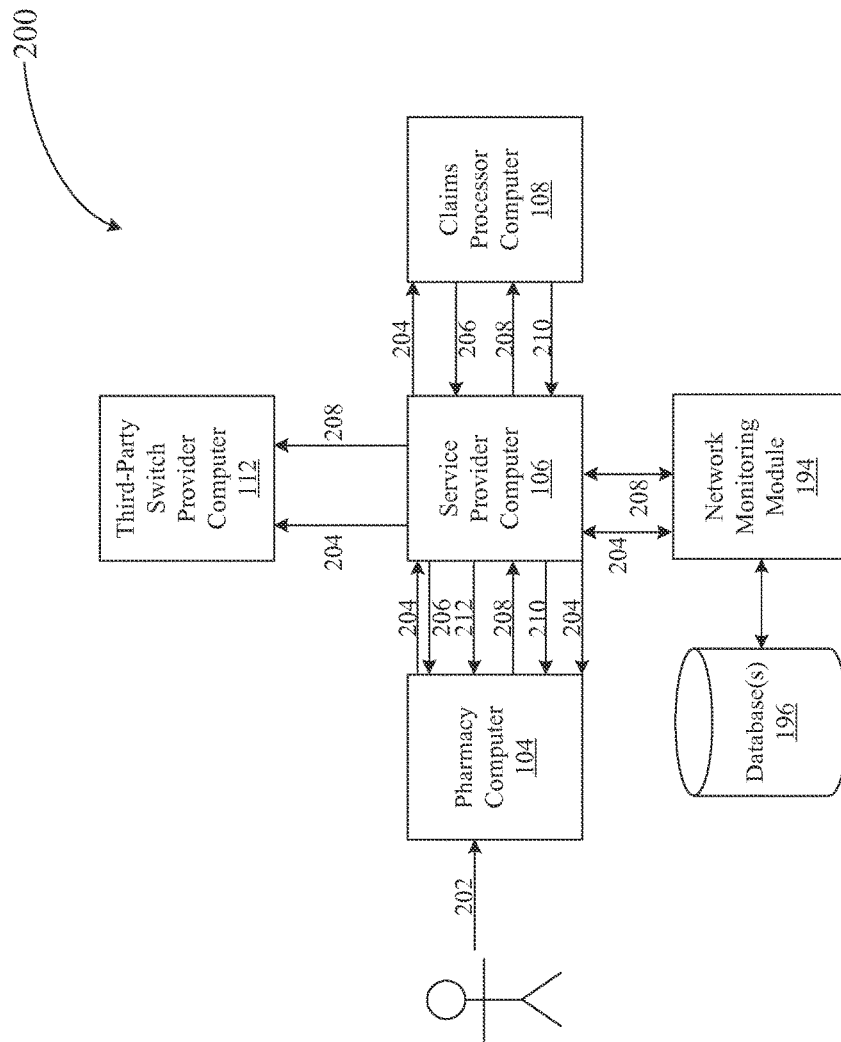 200
Third-Party
Switch
Provider
Computer
112
204
208
Pharmacy
Computer
104
Service
Provider
Computer
106
Claims
Processor
Computer
108
202
204
206
212
208
210
204
204
206
208
210
204
208
Database(s)
196
Network
Monitoring
Module
194